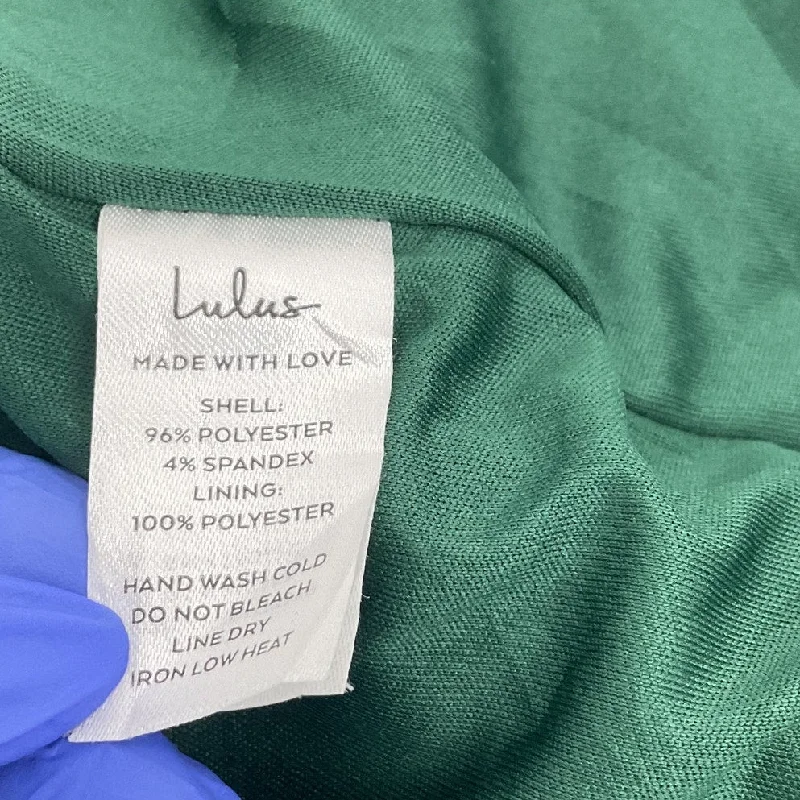 Lulus
MADE WITH LOVE
SHELL:
96% POLYESTER
4% SPANDEX
LINING:
100% POLYESTER
HAND WASH COLD
DO NOT BLEACH
LINE DRY
IRON LOW HEAT